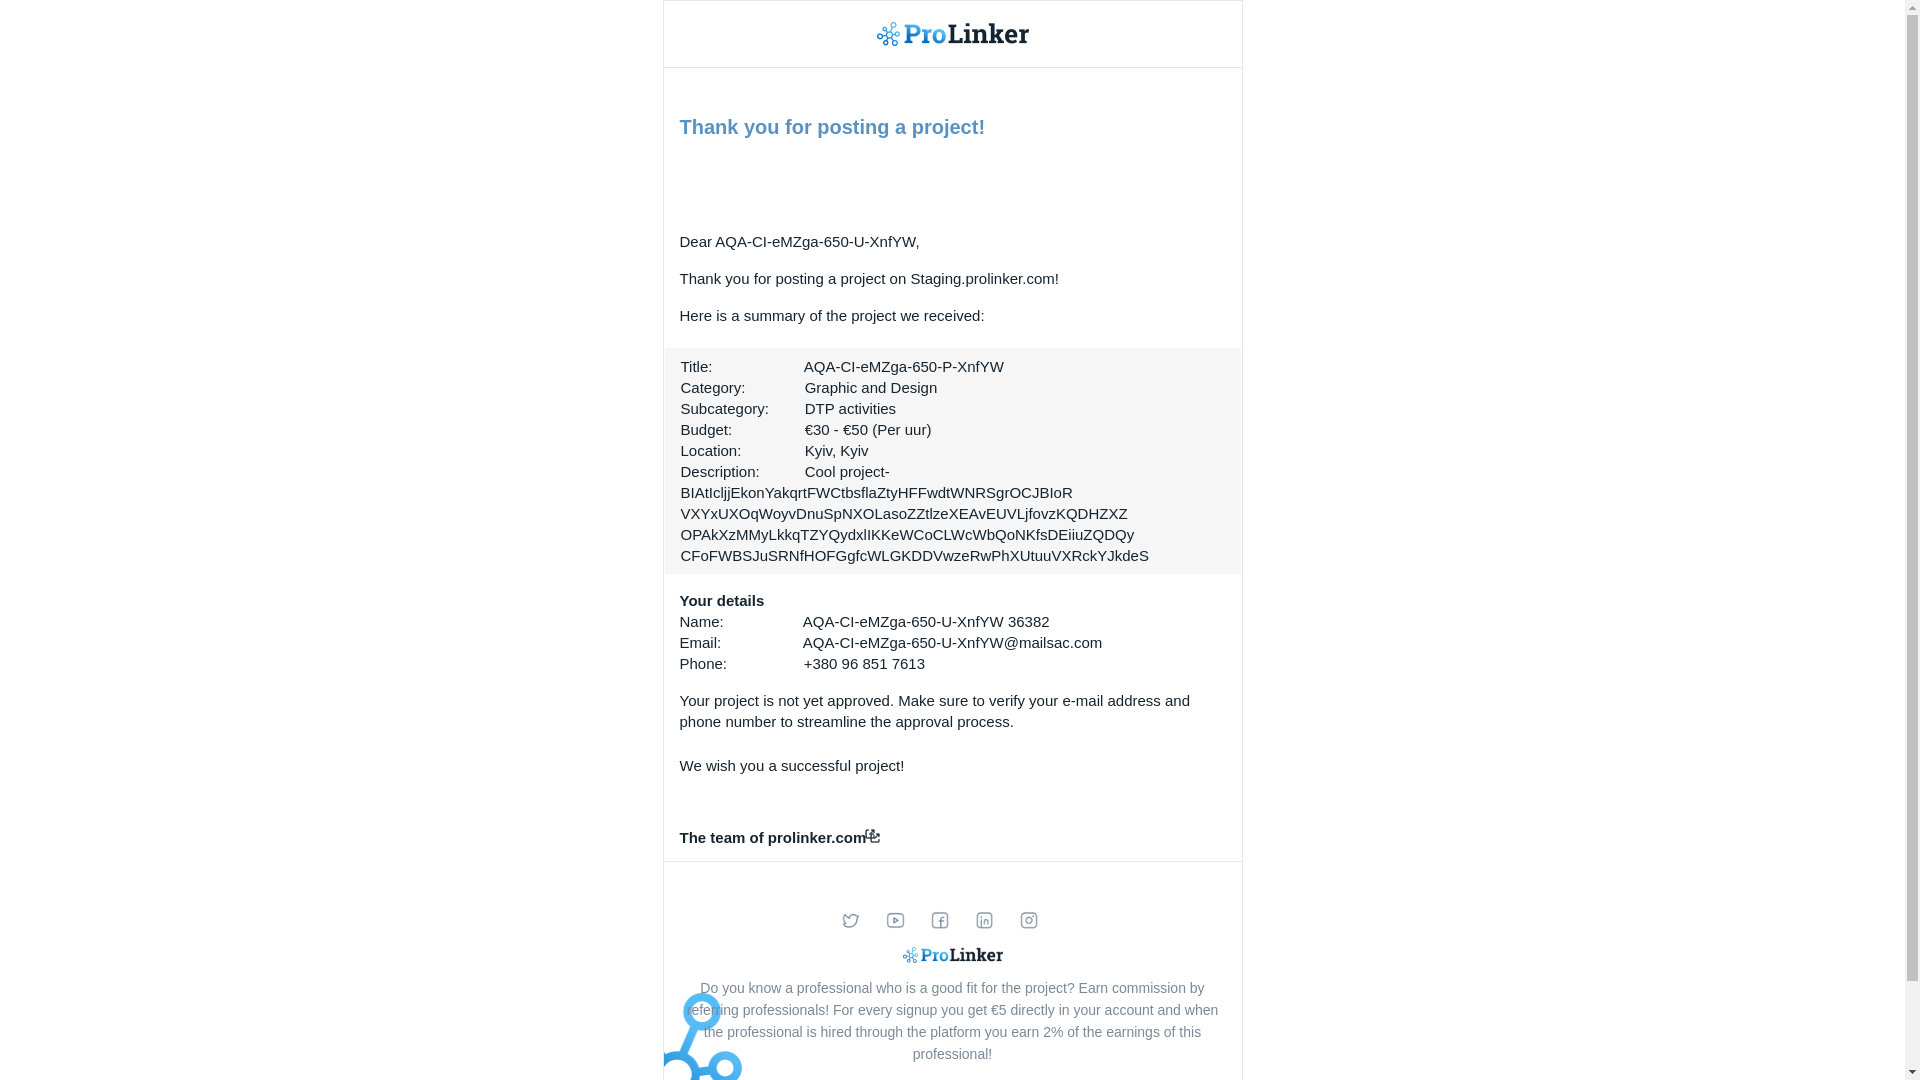 ProLinker
Thank you for posting a project!
Dear AQA-CI-eMZga-650-U-XnfYW,
Thank you for posting a project on Staging.prolinker.com!
Here is a summary of the project we received:
Title: AQA-CI-eMZga-650-P-XnfYW
Category: Graphic and Design
Subcategory: DTP activities
Budget: €30 - €50 (Per uur)
Location: Kyiv, Kyiv
Description: Cool project-
BIAtIcljjEkonYakqrtFWCtbsflaZtyHFFwdtWNRSgrOCJBIoR
VXYxUXOqWoyvDnuSpNXOLasoZZtlzeXEAvEUVLjfovzKQDHZXZ
OPAkXzMMyLkkqTZYQydxlIKKeWCoCLWcWbQoNKfsDEiiuZQDQy
CFoFWBSJuSRNfHOFGgfcWLGKDDVwzeRwPhXUtuuVXRckYJkdeS
Your details
Name: AQA-CI-eMZga-650-U-XnfYW 36382
Email: AQA-CI-eMZga-650-U-XnfYW@mailsac.com
Phone: +380 96 851 7613
Your project is not yet approved. Make sure to verify your e-mail address and
phone number to streamline the approval process.
We wish you a successful project!
The team of prolinker.com
ProLinker
Do you know a professional who is a good fit for the project? Earn commission by
referring professionals! For every signup you get €5 directly in your account and when
the professional is hired through the platform you earn 2% of the earnings of this
professional!